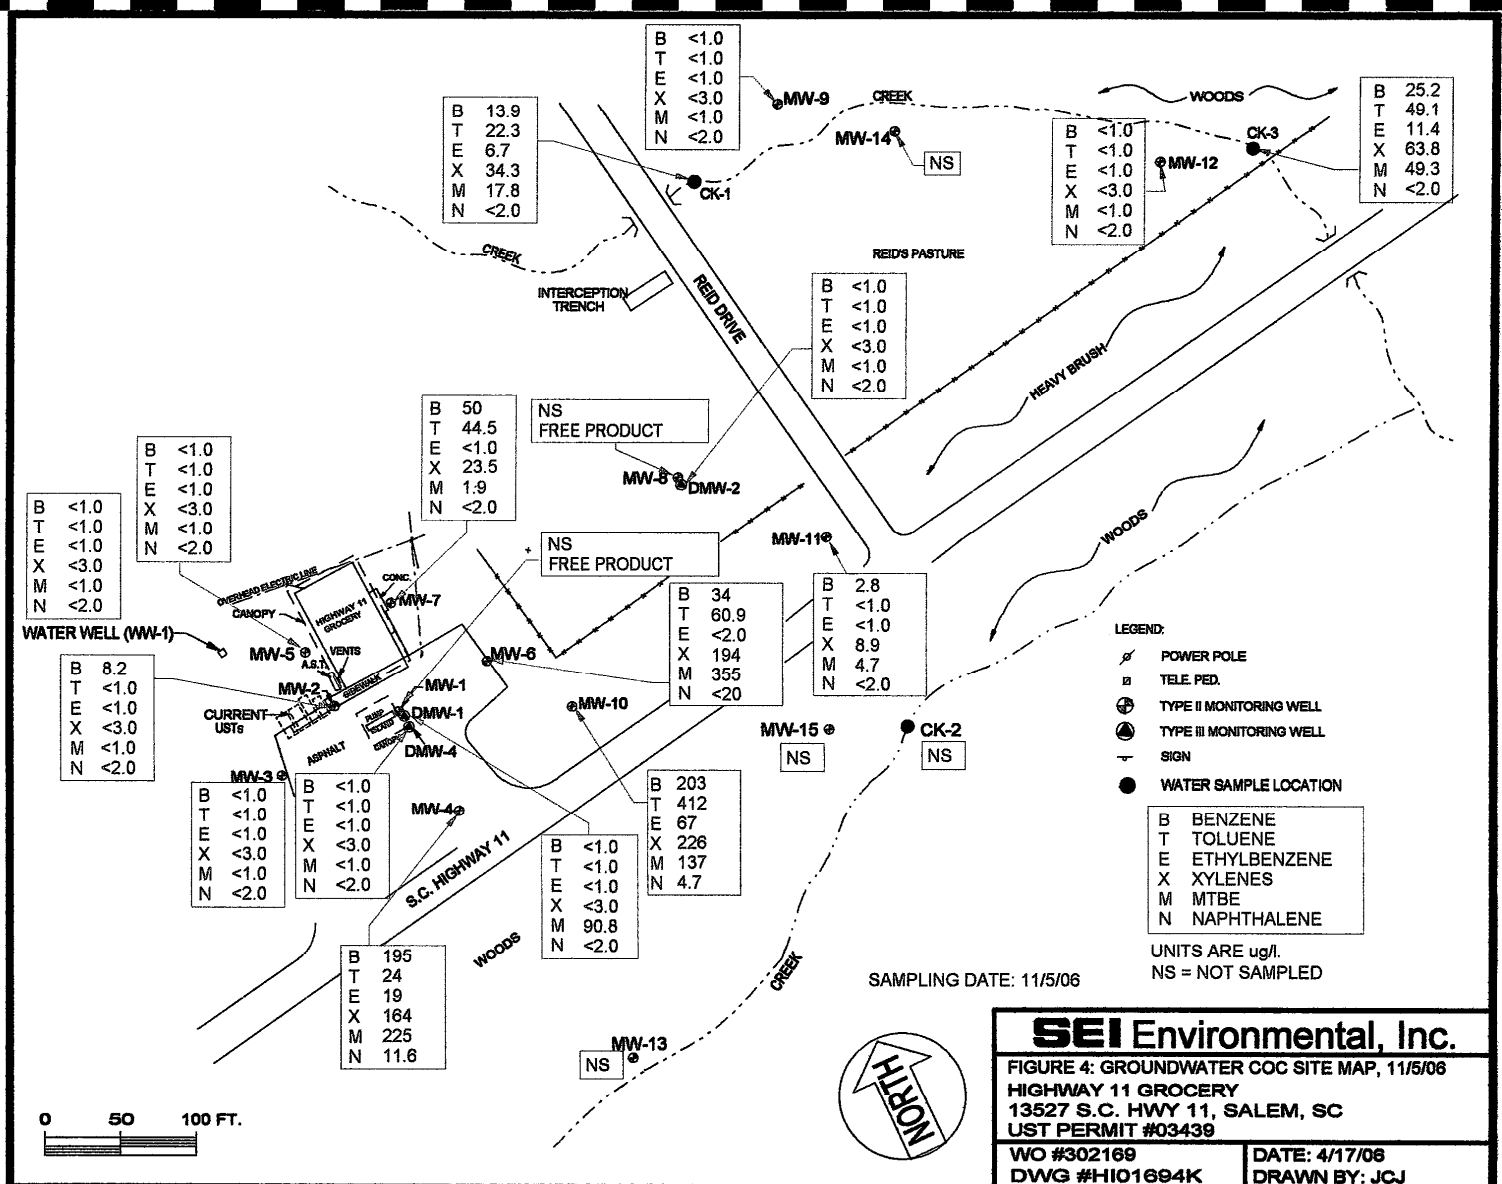 B <1.0
T <1.0
E <1.0
X <3.0
M <1.0
N <2.0
MW-9
CREEK
WOODS
B 25.2
T 49.1
E 11.4
X 63.8
M 49.3
N <2.0
CK-3
B 13.9
T 22.3
E 6.7
X 34.3
M 17.8
N <2.0
CK-1
MW-14
NS
B <1.0
T <1.0
E <1.0
X <3.0
M <1.0
N <2.0
MW-12
CREEK
INTERCEPTION
TRENCH
REID DRIVE
REID'S PASTURE
B <1.0
T <1.0
E <1.0
X <3.0
M <1.0
N <2.0
HEAVY BRUSH
WOODS
B 50
T 44.5
E <1.0
X 23.5
M 1.9
N <2.0
NS
FREE PRODUCT
MW-8
DMW-2
B <1.0
T <1.0
E <1.0
X <3.0
M <1.0
N <2.0
B <1.0
T <1.0
E <1.0
X <3.0
M <1.0
N <2.0
NS
FREE PRODUCT
MW-11
B 2.8
T <1.0
E <1.0
X 8.9
M 4.7
N <2.0
B 34
T 60.9
E <2.0
X 194
M 355
N <20
OVERHEAD ELECTRIC LINE
CONC.
CANOPY
HIGHWAY 11
GROCERY
MW-7
WATER WELL (WW-1)
MW-5
VENTS
A.S.T.
MW-6
B 8.2
T <1.0
E <1.0
X <3.0
M <1.0
N <2.0
MW-2
SIDEWALK
MW-1
CURRENT
USTs
PUMP
ISLAND
CANOPY
DMW-1
DMW-4
ASPHALT
MW-10
MW-15
NS
CK-2
NS
MW-3
B <1.0
T <1.0
E <1.0
X <3.0
M <1.0
N <2.0
B <1.0
T <1.0
E <1.0
X <3.0
M <1.0
N <2.0
MW-4
S.C. HIGHWAY 11
B 203
T 412
E 67
X 226
M 137
N 4.7
B <1.0
T <1.0
E <1.0
X <3.0
M 90.8
N <2.0
B 195
T 24
E 19
X 164
M 225
N 11.6
WOODS
CREEK
MW-13
NS
LEGEND:
POWER POLE
TELE. PED.
TYPE II MONITORING WELL
TYPE III MONITORING WELL
SIGN
WATER SAMPLE LOCATION
B BENZENE
T TOLUENE
E ETHYLBENZENE
X XYLENES
M MTBE
N NAPHTHALENE
UNITS ARE ug/l.
NS = NOT SAMPLED
SAMPLING DATE: 11/5/06
NORTH
0 50 100 FT.
SEI Environmental, Inc.
FIGURE 4: GROUNDWATER COC SITE MAP, 11/5/06
HIGHWAY 11 GROCERY
13527 S.C. HWY 11, SALEM, SC
UST PERMIT #03439
WO #302169
DWG #HI01694K
DATE: 4/17/06
DRAWN BY: JCJ